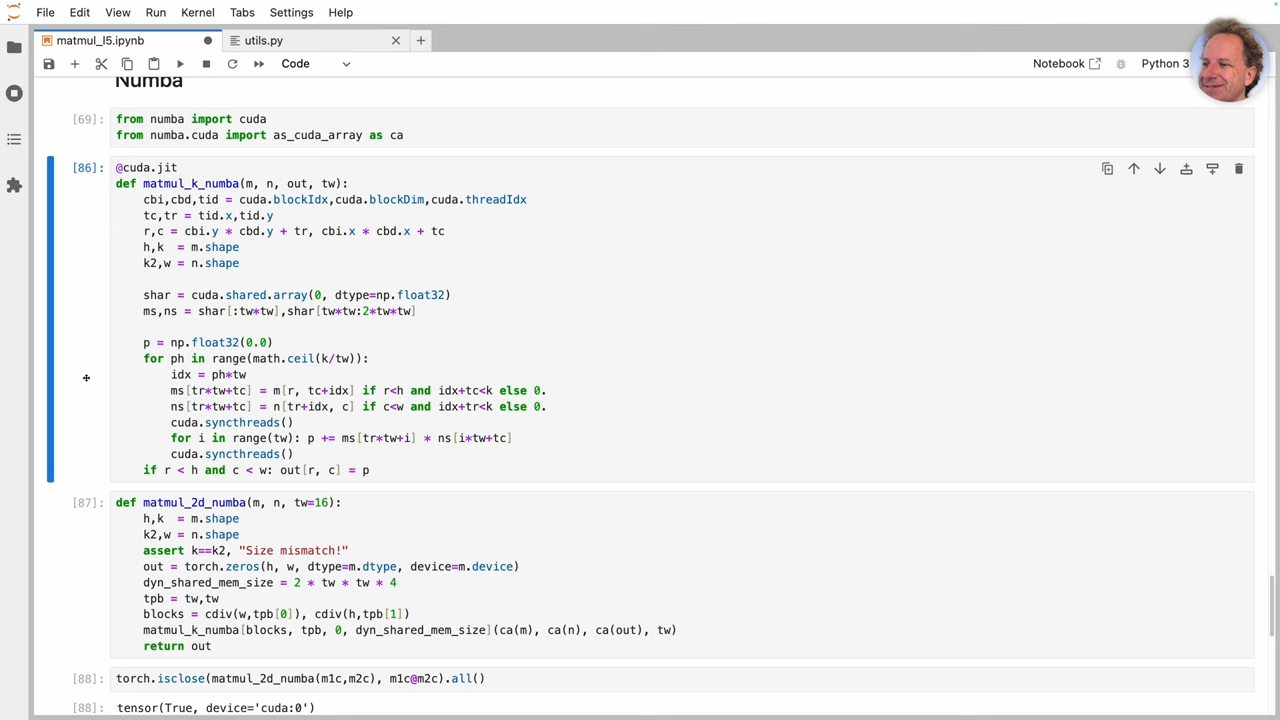 File Edit View Run Kernel Tabs Settings Help
matmul_l5.ipynb
utils.py
Code
Notebook
Python 3
Numba
[69]:
from numba import cuda
from numba.cuda import as_cuda_array as ca
[86]:
@cuda.jit
def matmul_k_numba(m, n, out, tw):
    cbi,cbd,tid = cuda.blockIdx,cuda.blockDim,cuda.threadIdx
    tc,tr = tid.x,tid.y
    r,c = cbi.y * cbd.y + tr, cbi.x * cbd.x + tc
    h,k  = m.shape
    k2,w = n.shape
    shar = cuda.shared.array(0, dtype=np.float32)
    ms,ns = shar[:tw*tw],shar[tw*tw:2*tw*tw]
    p = np.float32(0.0)
    for ph in range(math.ceil(k/tw)):
        idx = ph*tw
        ms[tr*tw+tc] = m[r, tc+idx] if r<h and idx+tc<k else 0.
        ns[tr*tw+tc] = n[tr+idx, c] if c<w and idx+tr<k else 0.
        cuda.syncthreads()
        for i in range(tw): p += ms[tr*tw+i] * ns[i*tw+tc]
        cuda.syncthreads()
    if r < h and c < w: out[r, c] = p
[87]:
def matmul_2d_numba(m, n, tw=16):
    h,k  = m.shape
    k2,w = n.shape
    assert k==k2, "Size mismatch!"
    out = torch.zeros(h, w, dtype=m.dtype, device=m.device)
    dyn_shared_mem_size = 2 * tw * tw * 4
    tpb = tw,tw
    blocks = cdiv(w,tpb[0]), cdiv(h,tpb[1])
    matmul_k_numba[blocks, tpb, 0, dyn_shared_mem_size](ca(m), ca(n), ca(out), tw)
    return out
[88]:
torch.isclose(matmul_2d_numba(m1c,m2c), m1c@m2c).all()
[88]:
tensor(True, device='cuda:0')